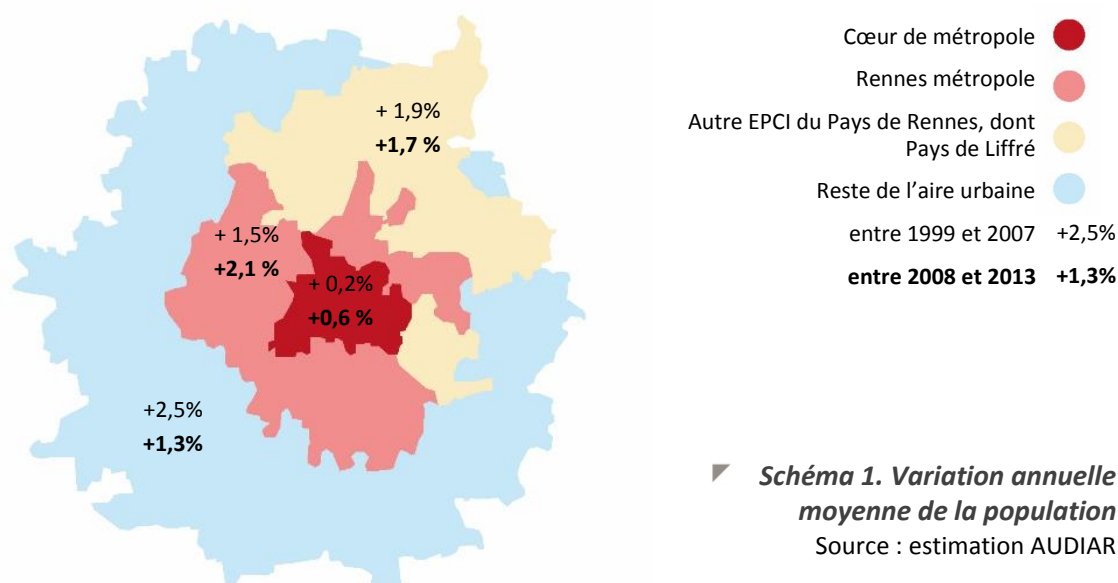 + 1,9%
+1,7 %
+ 1,5%
+2,1 %
+ 0,2%
+0,6 %
+2,5%
+1,3%
Cœur de métropole
Rennes métropole
Autre EPCI du Pays de Rennes, dont
Pays de Liffré
Reste de l’aire urbaine
entre 1999 et 2007 +2,5%
entre 2008 et 2013 +1,3%
Schéma 1. Variation annuelle
moyenne de la population
Source : estimation AUDIAR